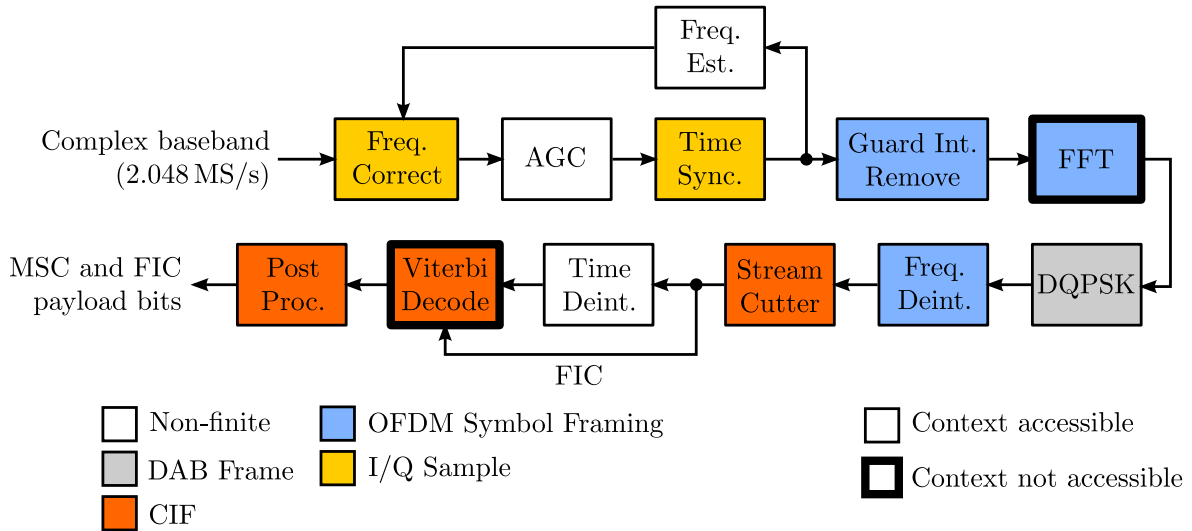 Freq.
Est.
Complex baseband
(2.048 MS/s)
Freq.
Correct
AGC
Time
Sync.
Guard Int.
Remove
FFT
MSC and FIC
payload bits
Post
Proc.
Viterbi
Decode
Time
Deint.
Stream
Cutter
Freq.
Deint.
DQPSK
FIC
Non-finite
DAB Frame
CIF
OFDM Symbol Framing
I/Q Sample
Context accessible
Context not accessible